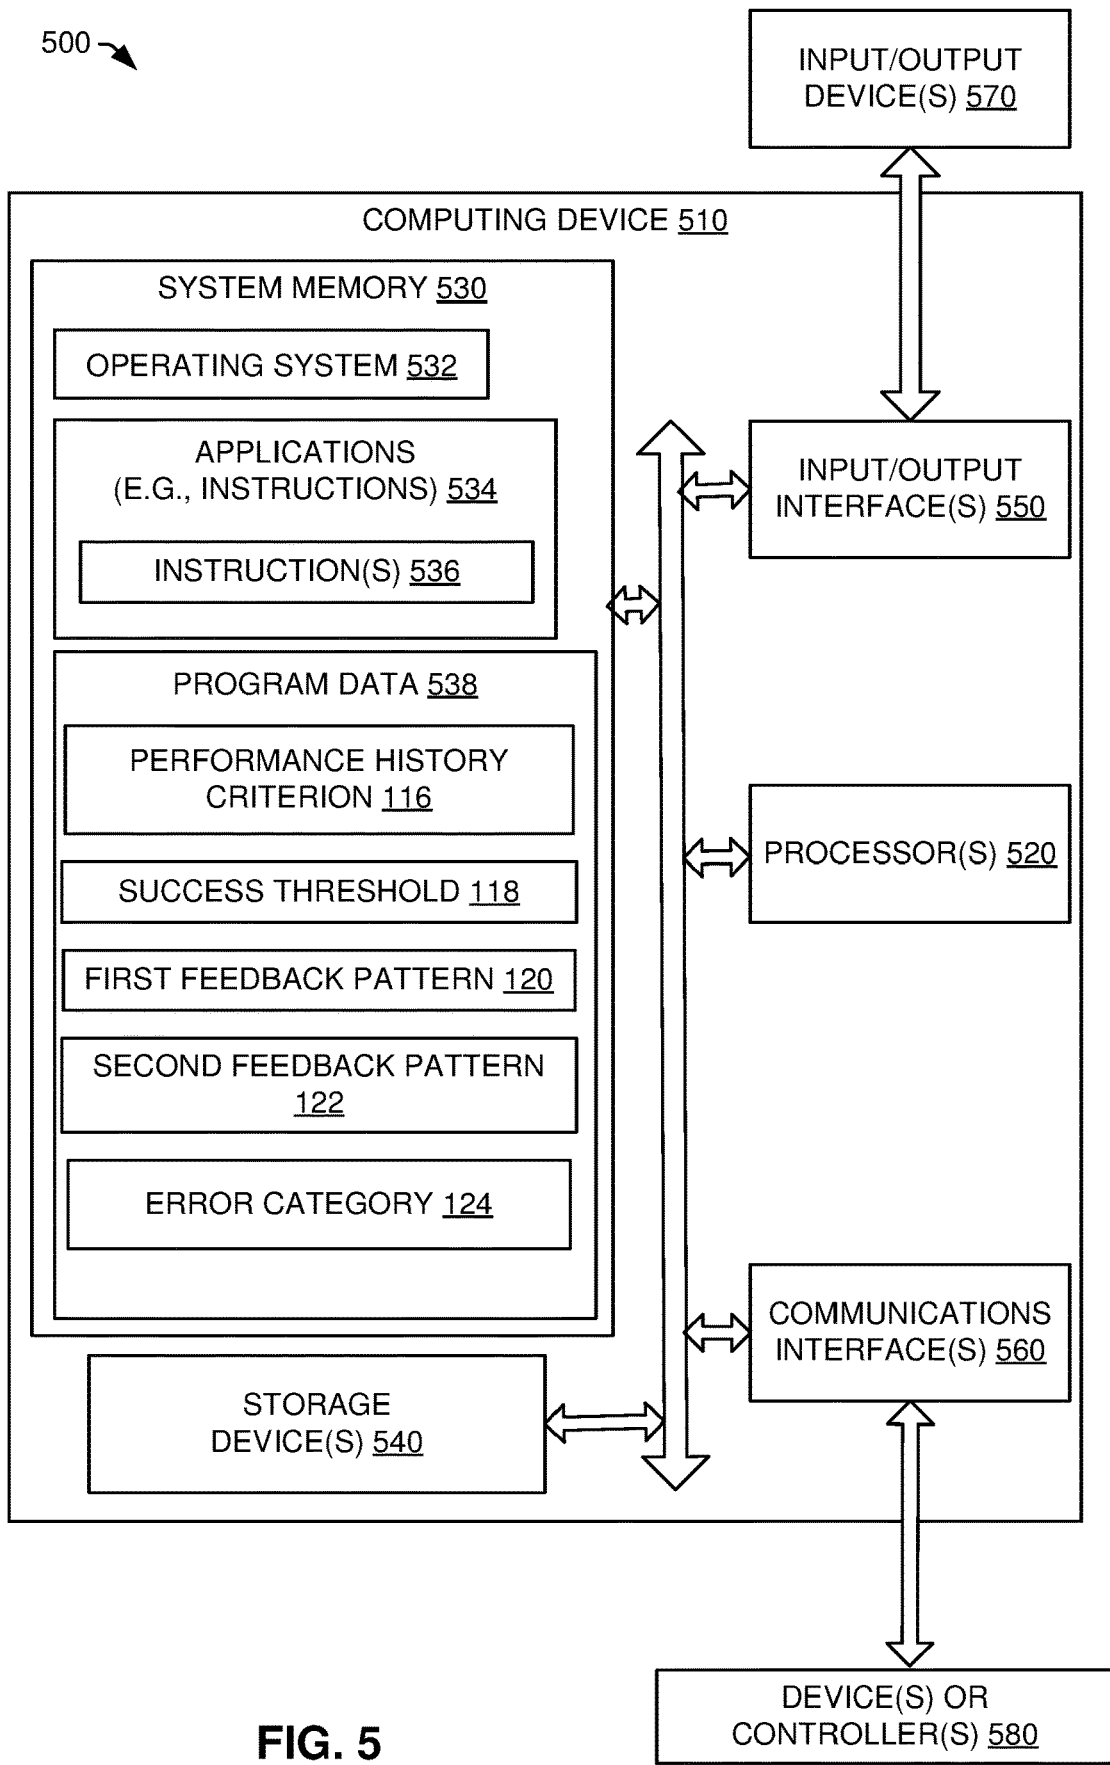 500
INPUT/OUTPUT
DEVICE(S) 570
COMPUTING DEVICE 510
SYSTEM MEMORY 530
OPERATING SYSTEM 532
APPLICATIONS
(E.G., INSTRUCTIONS) 534
INSTRUCTION(S) 536
PROGRAM DATA 538
PERFORMANCE HISTORY
CRITERION 116
SUCCESS THRESHOLD 118
FIRST FEEDBACK PATTERN 120
SECOND FEEDBACK PATTERN
122
ERROR CATEGORY 124
STORAGE
DEVICE(S) 540
INPUT/OUTPUT
INTERFACE(S) 550
PROCESSOR(S) 520
COMMUNICATIONS
INTERFACE(S) 560
DEVICE(S) OR
CONTROLLER(S) 580
FIG. 5